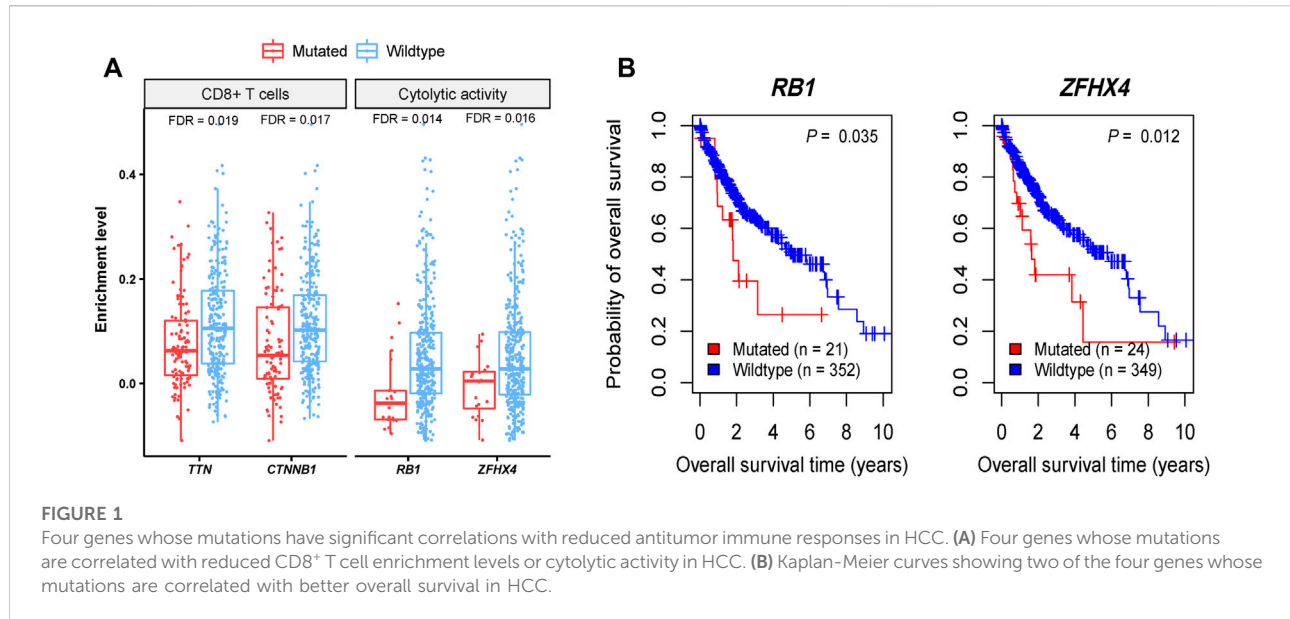 Mutated Wildtype
A
CD8+ T cells Cytolytic activity
FDR = 0.019 FDR = 0.017 FDR = 0.014 FDR = 0.016
Enrichment level
0.4
0.2
0.0
TTN CTNNB1 RB1 ZFHX4
B
RB1
P = 0.035
Probability of overall survival
1.0
0.8
0.6
0.4
0.2
0.0
Mutated (n = 21)
Wildtype (n = 352)
0 2 4 6 8 10
Overall survival time (years)
ZFHX4
P = 0.012
1.0
0.8
0.6
0.4
0.2
0.0
Mutated (n = 24)
Wildtype (n = 349)
0 2 4 6 8 10
Overall survival time (years)
FIGURE 1
Four genes whose mutations have significant correlations with reduced antitumor immune responses in HCC. (A) Four genes whose mutations
are correlated with reduced CD8⁺ T cell enrichment levels or cytolytic activity in HCC. (B) Kaplan-Meier curves showing two of the four genes whose
mutations are correlated with better overall survival in HCC.